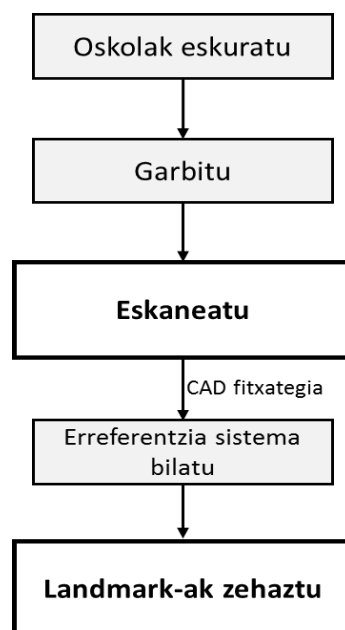 Oskolak eskuratu
Garbitu
Eskaneatu
CAD fitxategia
Erreferentzia sistema
bilatu
Landmark-ak zehaztu